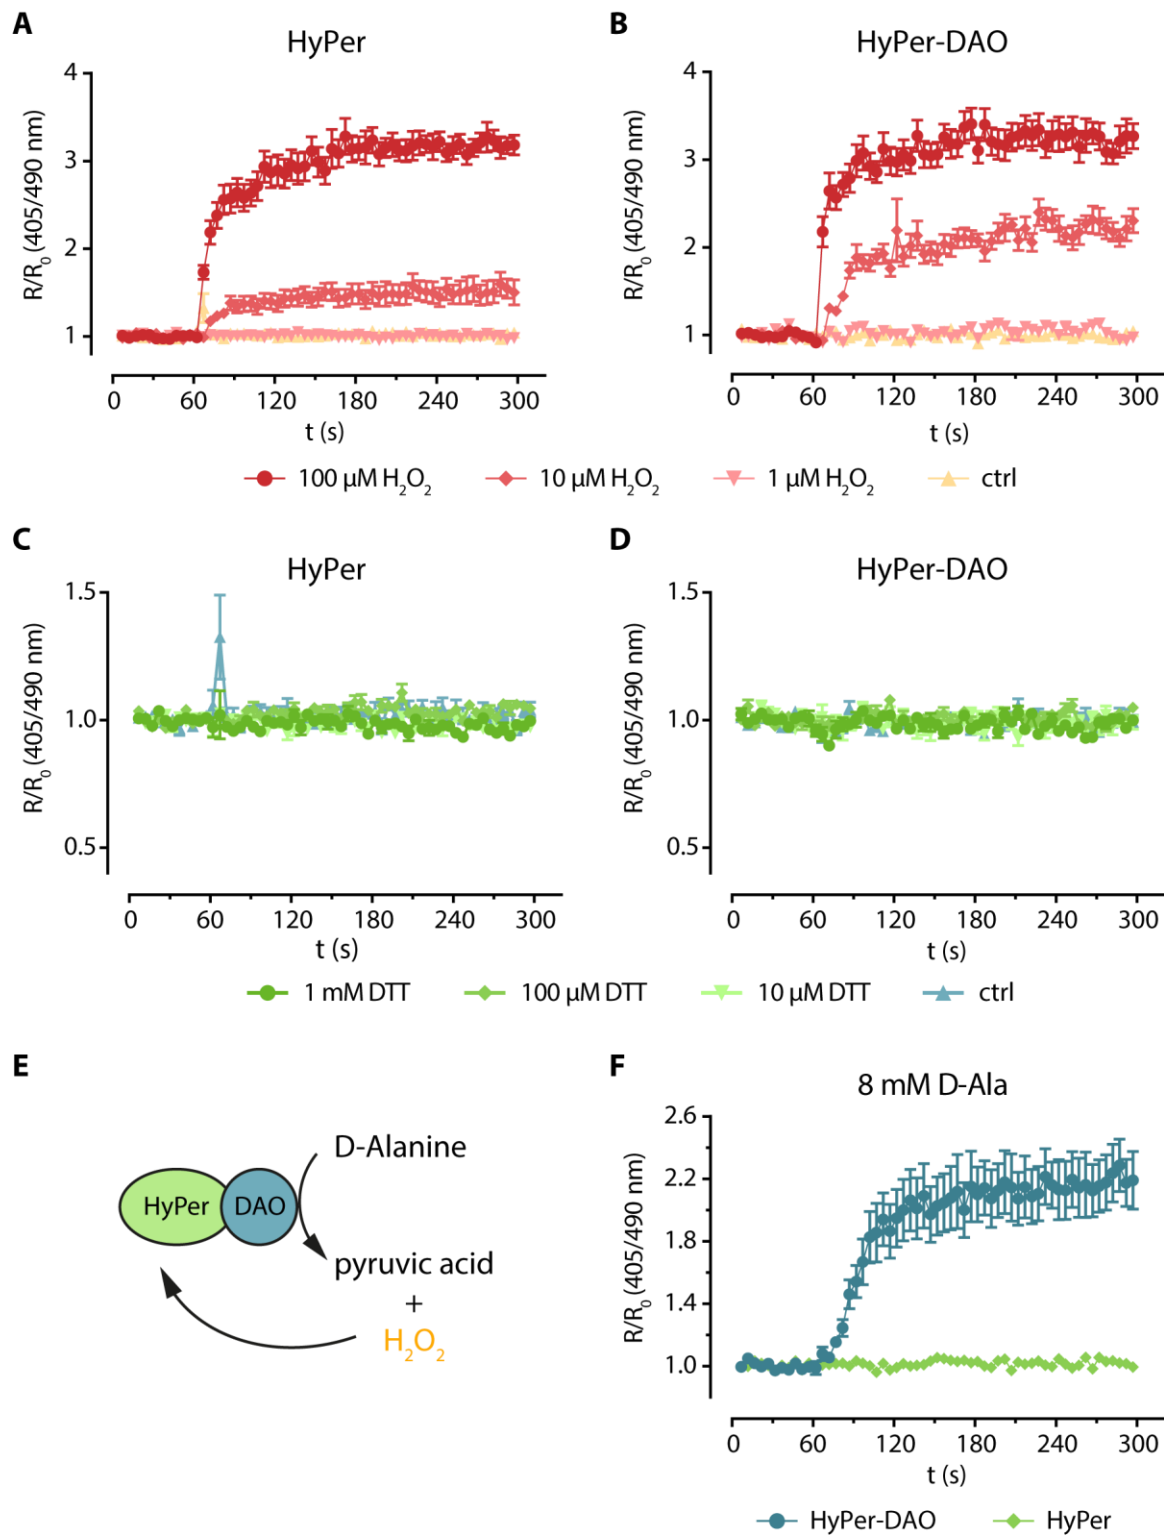 A
HyPer
R/R₀ (405/490 nm)
4
3
2
1
0 60 120 180 240 300
t (s)
B
HyPer-DAO
R/R₀ (405/490 nm)
4
3
2
1
0 60 120 180 240 300
t (s)
100 µM H₂O₂ 10 µM H₂O₂ 1 µM H₂O₂ ctrl
C
HyPer
R/R₀ (405/490 nm)
1.5
1.0
0.5
0 60 120 180 240 300
t (s)
D
HyPer-DAO
R/R₀ (405/490 nm)
1.5
1.0
0.5
0 60 120 180 240 300
t (s)
1 mM DTT 100 µM DTT 10 µM DTT ctrl
E
D-Alanine
HyPer DAO
pyruvic acid
+
H₂O₂
F
8 mM D-Ala
R/R₀ (405/490 nm)
2.6
2.2
1.8
1.4
1.0
0 60 120 180 240 300
t (s)
HyPer-DAO HyPer